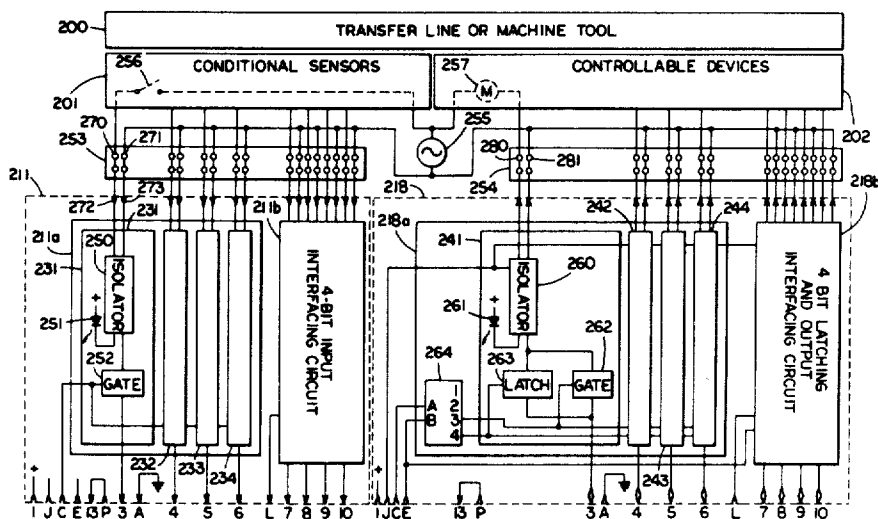 200
TRANSFER LINE OR MACHINE TOOL
256
CONDITIONAL SENSORS
257
M
CONTROLLABLE DEVICES
201
202
270
271
255
280
281
253
254
211
272
273
218
218b
231
211b
242
244
211a
250
218a
241
231
ISOLATOR
ISOLATOR
260
+
251
+
261
4-BIT INPUT INTERFACING CIRCUIT
4 BIT LATCHING AND OUTPUT INTERFACING CIRCUIT
252
264
263
262
GATE
LATCH
GATE
A
B
1
2
3
4
232
233
234
243
+
+
I J C E 13 P 3 A 4 5 6 L 7 8 9 10
I J C E 13 P 3 A 4 5 6 L 7 8 9 10